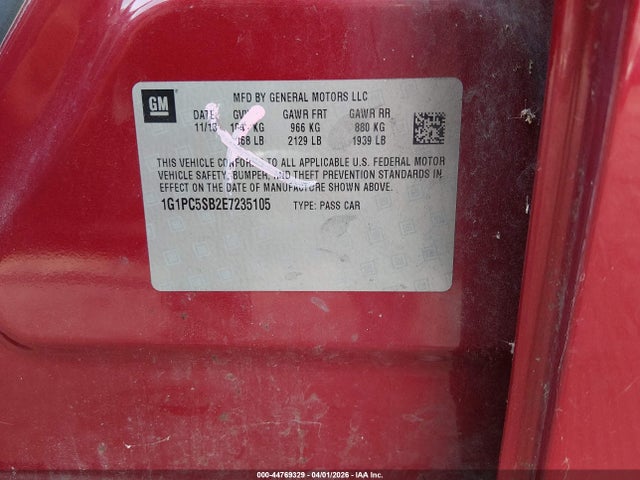 GM
MFD BY GENERAL MOTORS LLC
DATE GAWR FRT GAWR RR
11/13 KG 966 KG 880 KG
LB 2129 LB 1939 LB
THIS VEHICLE CONFORMS TO ALL APPLICABLE U.S. FEDERAL MOTOR
VEHICLE SAFETY, BUMPER, AND THEFT PREVENTION STANDARDS IN
EFFECT ON THE DATE OF MANUFACTURE SHOWN ABOVE.
1G1PC5SB2E7235105 TYPE: PASS CAR
000-44769329 | 04/01/2026 | IAA Inc.